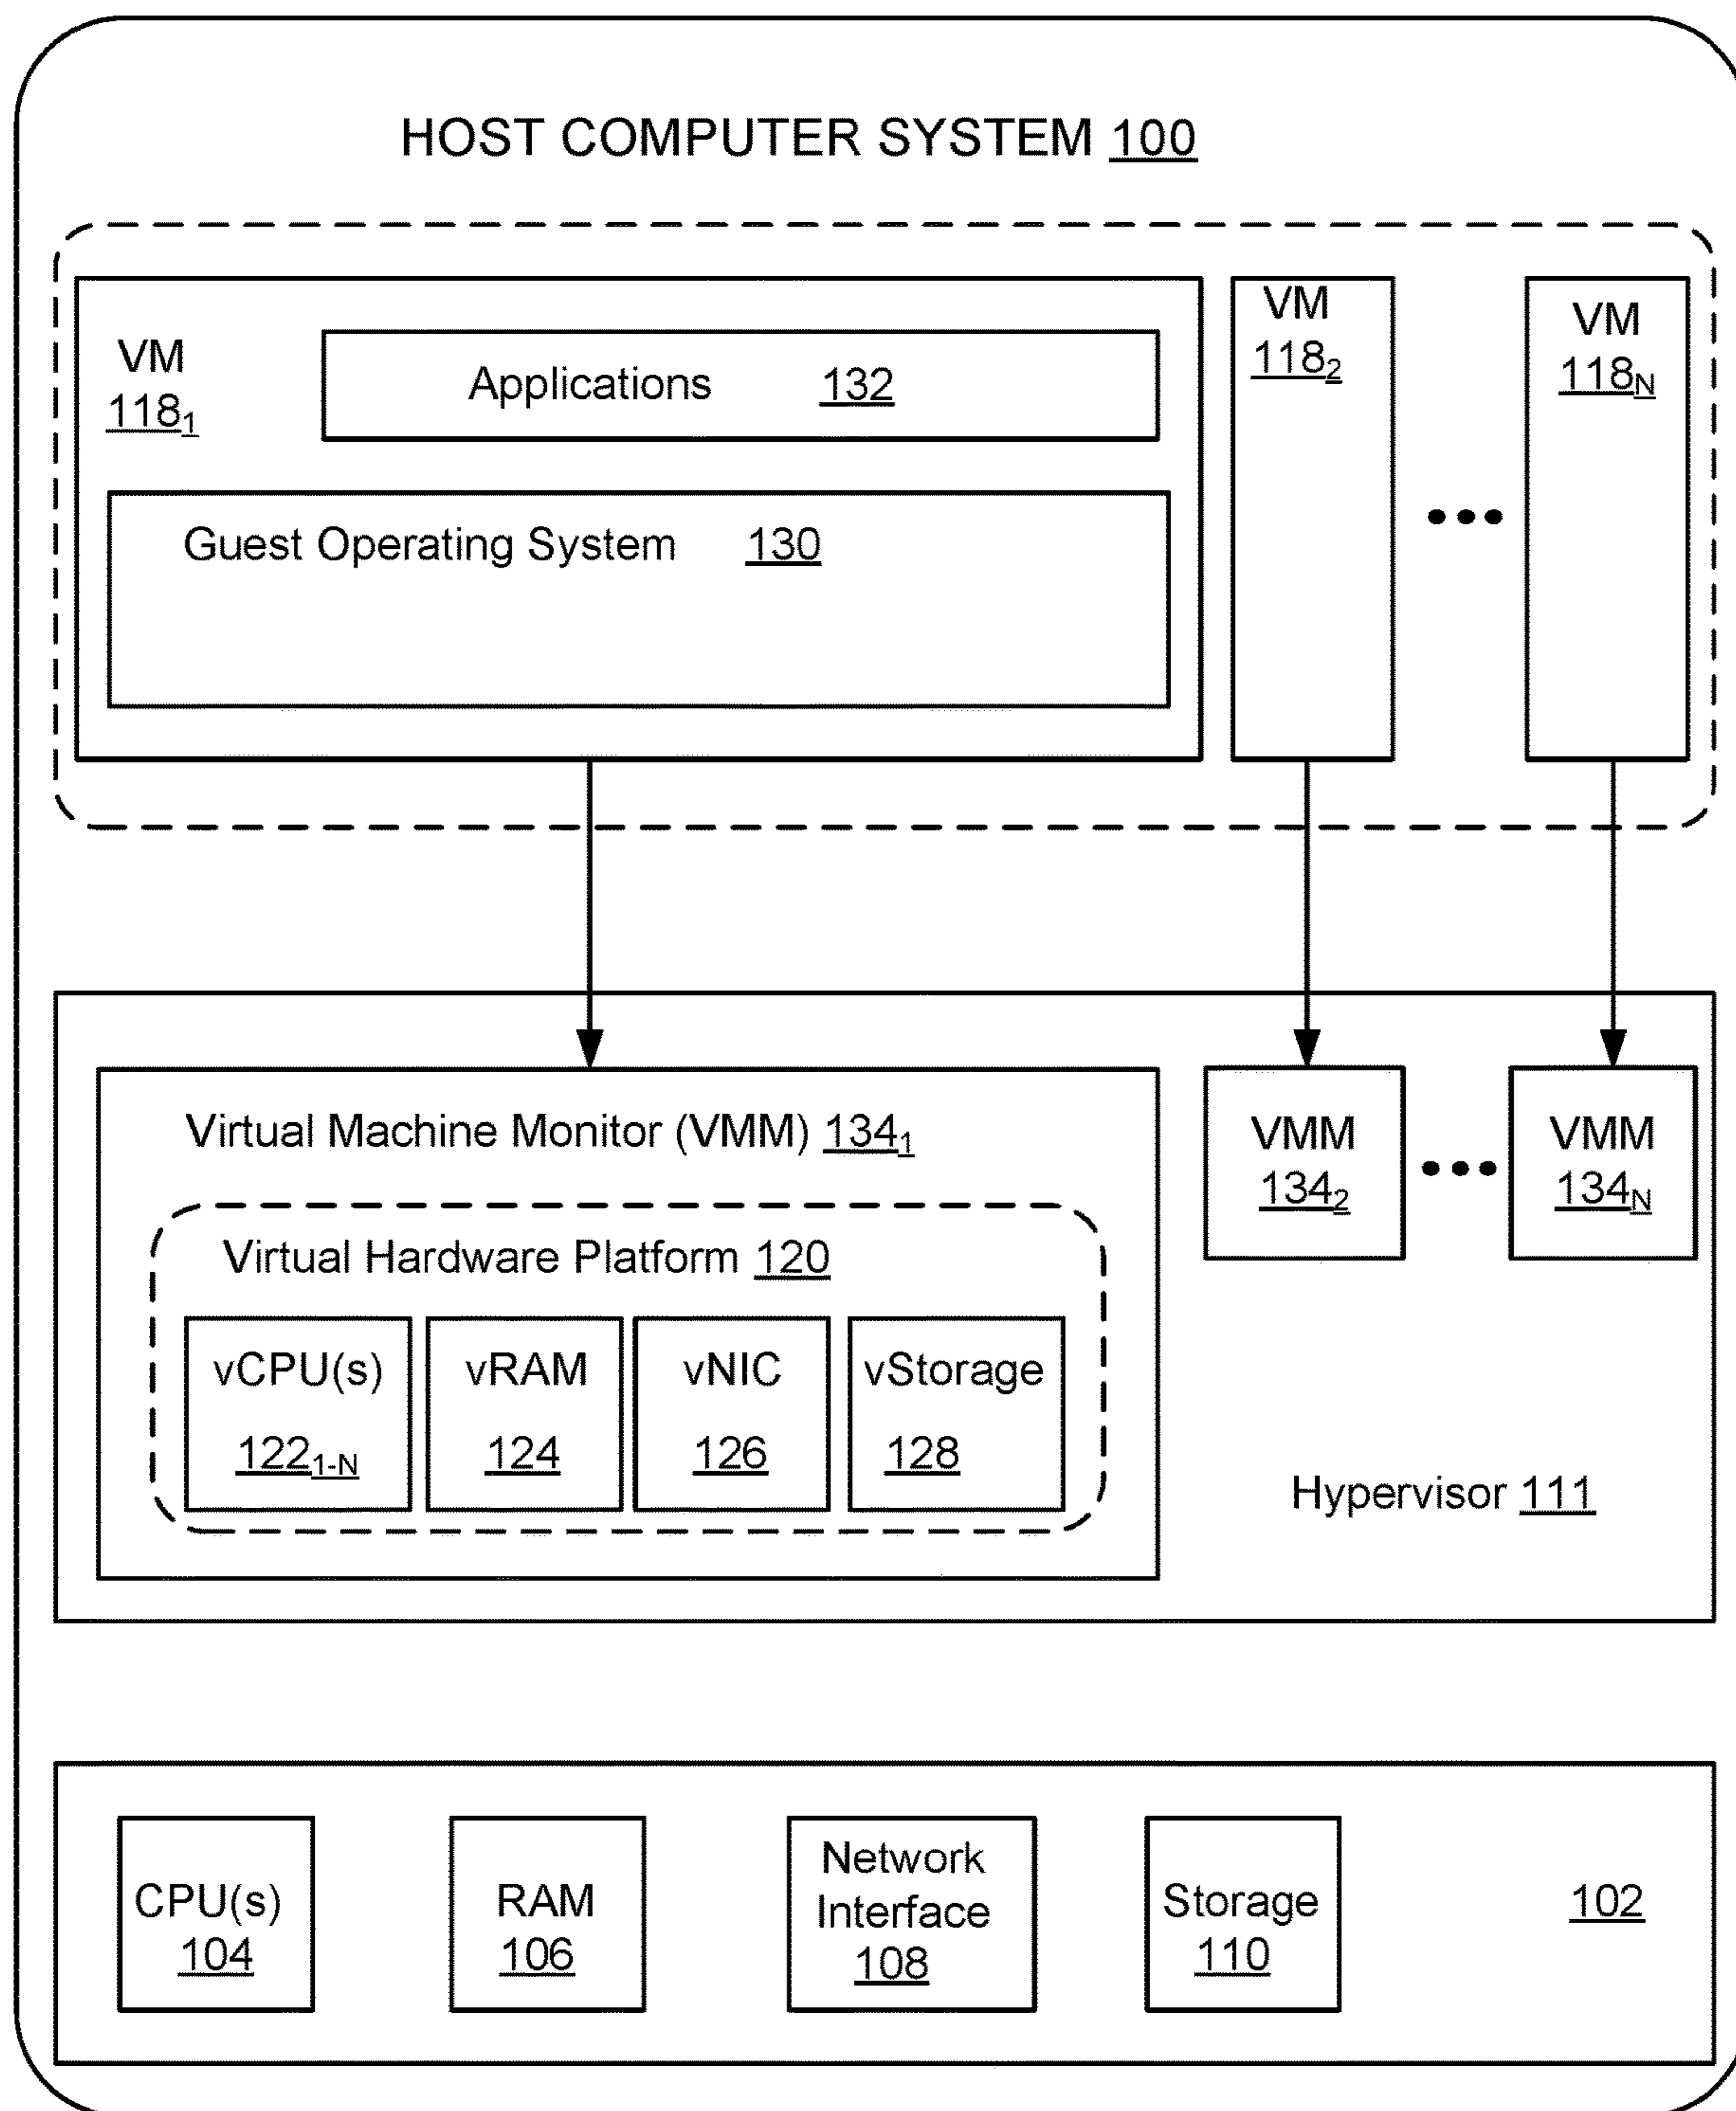 HOST COMPUTER SYSTEM 100
VM
118₁
Applications 132
Guest Operating System 130
VM
118₂
VM
118N
Virtual Machine Monitor (VMM) 134₁
Virtual Hardware Platform 120
vCPU(s)
122₁-N
vRAM
124
vNIC
126
vStorage
128
VMM
134₂
VMM
134N
Hypervisor 111
CPU(s)
104
RAM
106
Network
Interface
108
Storage
110
102